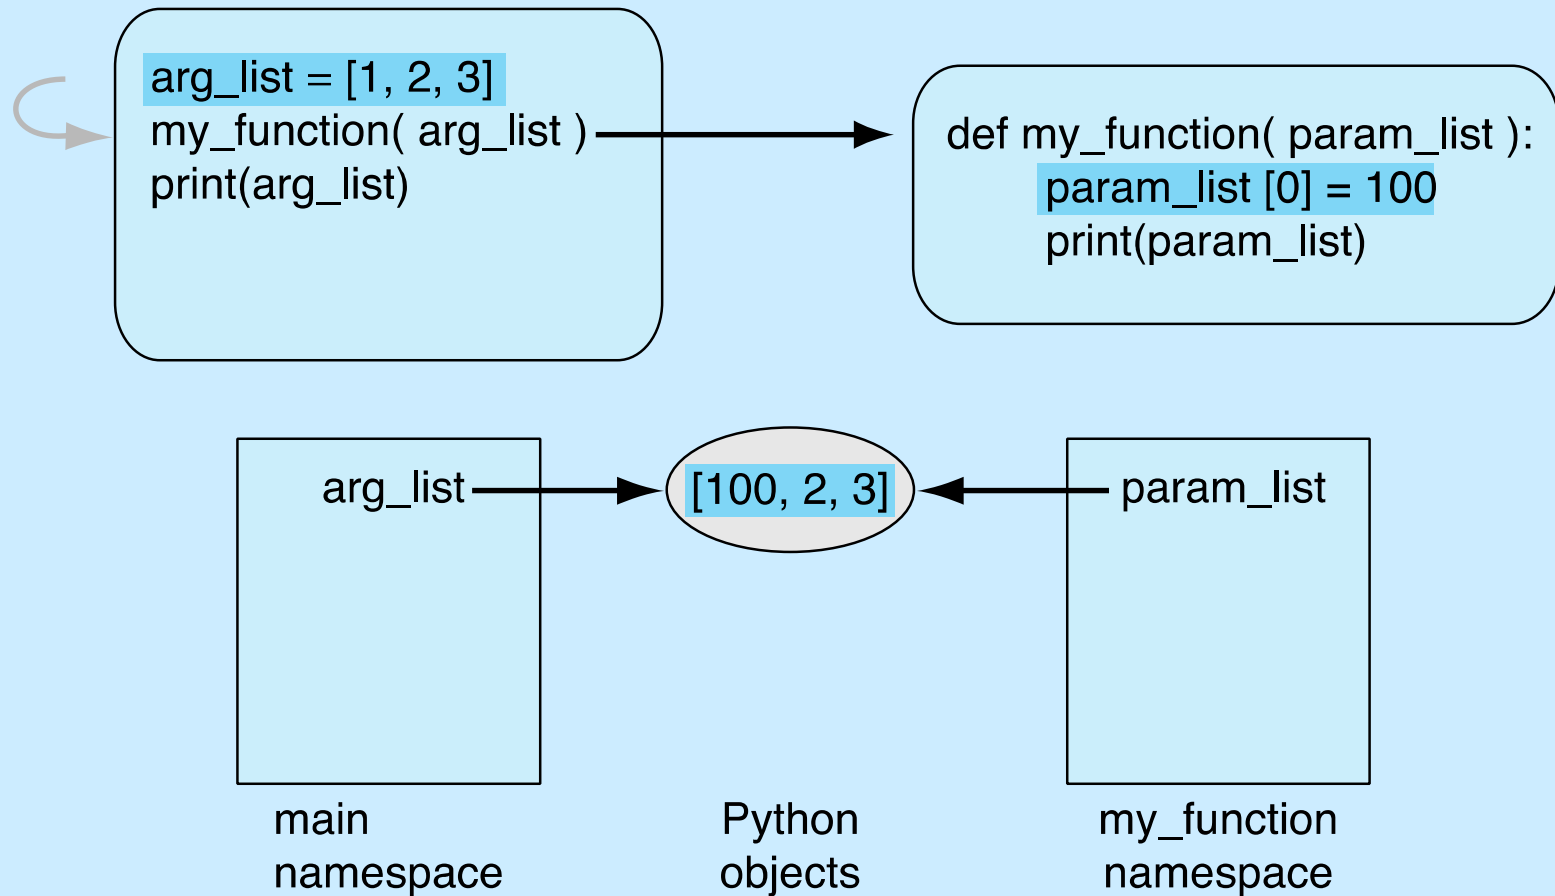 arg_list = [1, 2, 3]
my_function( arg_list )
print(arg_list)
def my_function( param_list ):
param_list [0] = 100
print(param_list)
arg_list
[100, 2, 3]
param_list
main
namespace
Python
objects
my_function
namespace